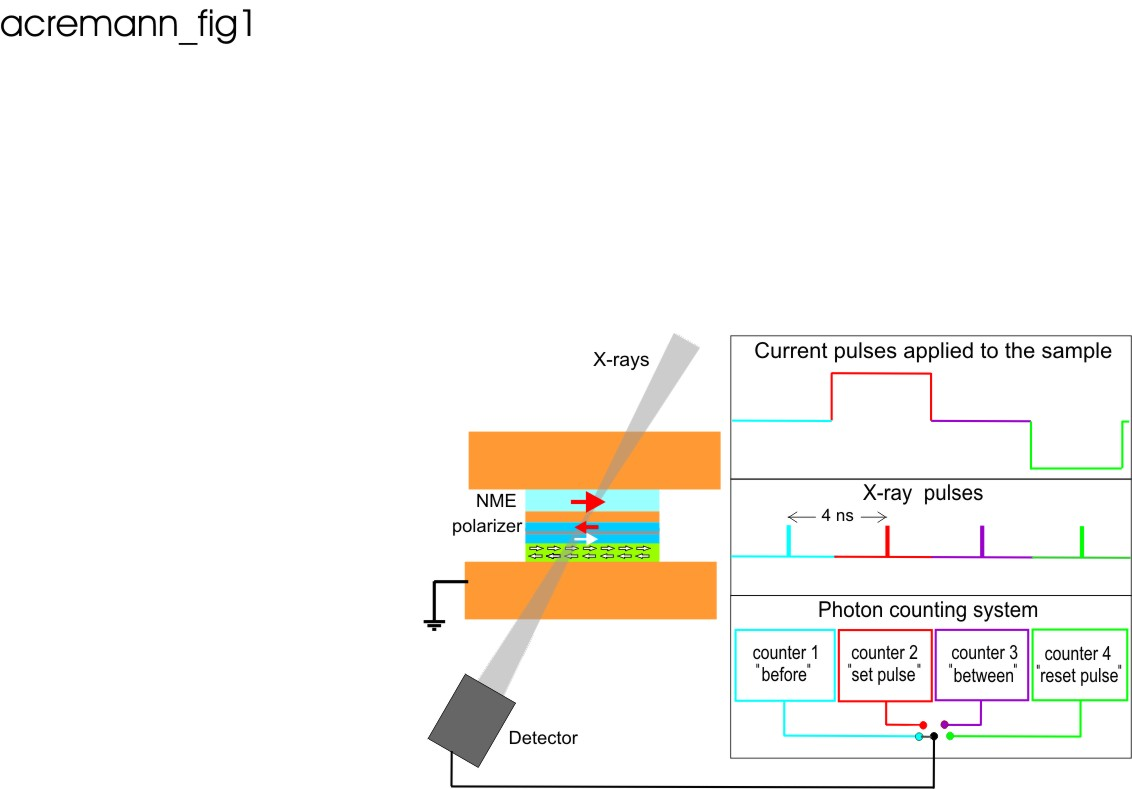 acremann_fig1
X-rays
NME
polarizer
Detector
Current pulses applied to the sample
X-ray pulses
4 ns
Photon counting system
counter 1
"before"
counter 2
"set pulse"
counter 3
"between"
counter 4
"reset pulse"